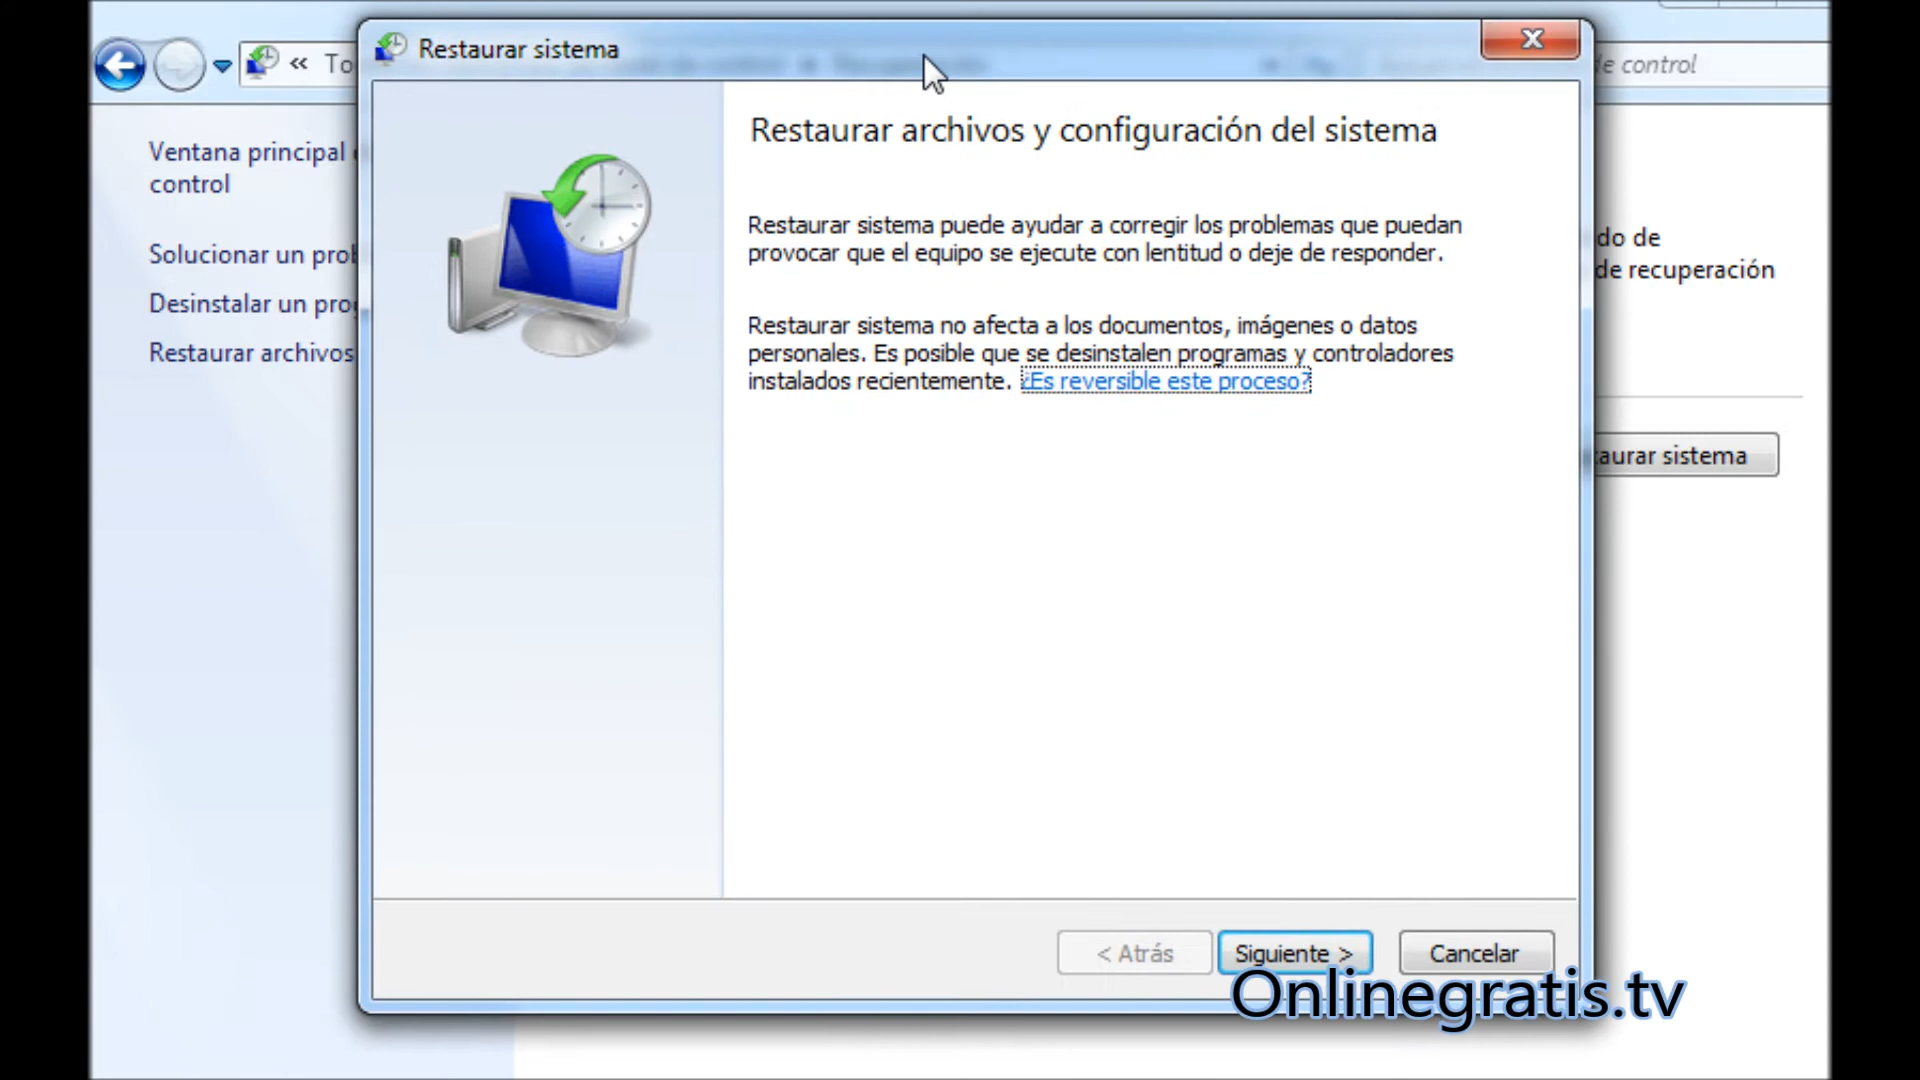 Restaurar sistema
« To
de control
Ventana principal
control
Solucionar un prob
Desinstalar un prog
Restaurar archivos
Restaurar archivos y configuración del sistema
Restaurar sistema puede ayudar a corregir los problemas que puedan
provocar que el equipo se ejecute con lentitud o deje de responder.
Restaurar sistema no afecta a los documentos, imágenes o datos
personales. Es posible que se desinstalen programas y controladores
instalados recientemente. ¿Es reversible este proceso?
do de
de recuperación
taurar sistema
< Atrás
Siguiente >
Cancelar
Onlinegratis.tv